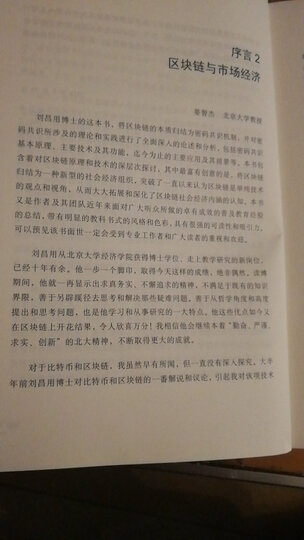 序言2
区块链与市场经济
晏智杰 北京大学教授
刘昌用博士的这本书，将区块链的本质归结为密码共识机制，并对密
码共识所涉及的理论和实践进行了全面深入的论述和分析，包括密码共识
基本原理、主要技术及其功能，迄今为止的主要应用及其前景等。本书包
含着对区块链原理和技术的深层次探讨，其中最富有创意的是，将区块链
归结为一种新型的社会经济组织，突破了一直以来认为区块链是单纯技术
的观点和视角，从而大大拓展和深化了区块链社会经济内涵的认知。本书
又是作者及其团队近年来面对广大听众所做的卓有成效的普及教育经验
的总结，带有明显的教科书式的风格和色彩，具有很强的可读性和吸引力，
可以预见该书面世一定会受到专业工作者和广大读者的重视和欢迎。
刘昌用从北京大学经济学院获得博士学位、走上教学研究的新岗位，
已经十年有余。他一步一个脚印，取得今天这样的成绩，绝非偶然。读博
期间，他就一再显示出求真务实、不懈追求的精神，不满足于现有的知识
界限，善于另辟蹊径去思考和解决那些疑难问题，善于从哲学角度和高度
提出和思考问题，也是他学习和从事研究的一大特点。他这些优点如今又
在区块链上开花结果，令人欣喜万分！我相信他会继续本着“勤奋、严谨、
求实、创新”的北大精神，不断取得更大的成就。
对于比特币和区块链，我虽然早有所闻，但一直没有深入探究。大半
年前刘昌用博士对比特币和区块链的一番解说和议论，引起我对该项技术